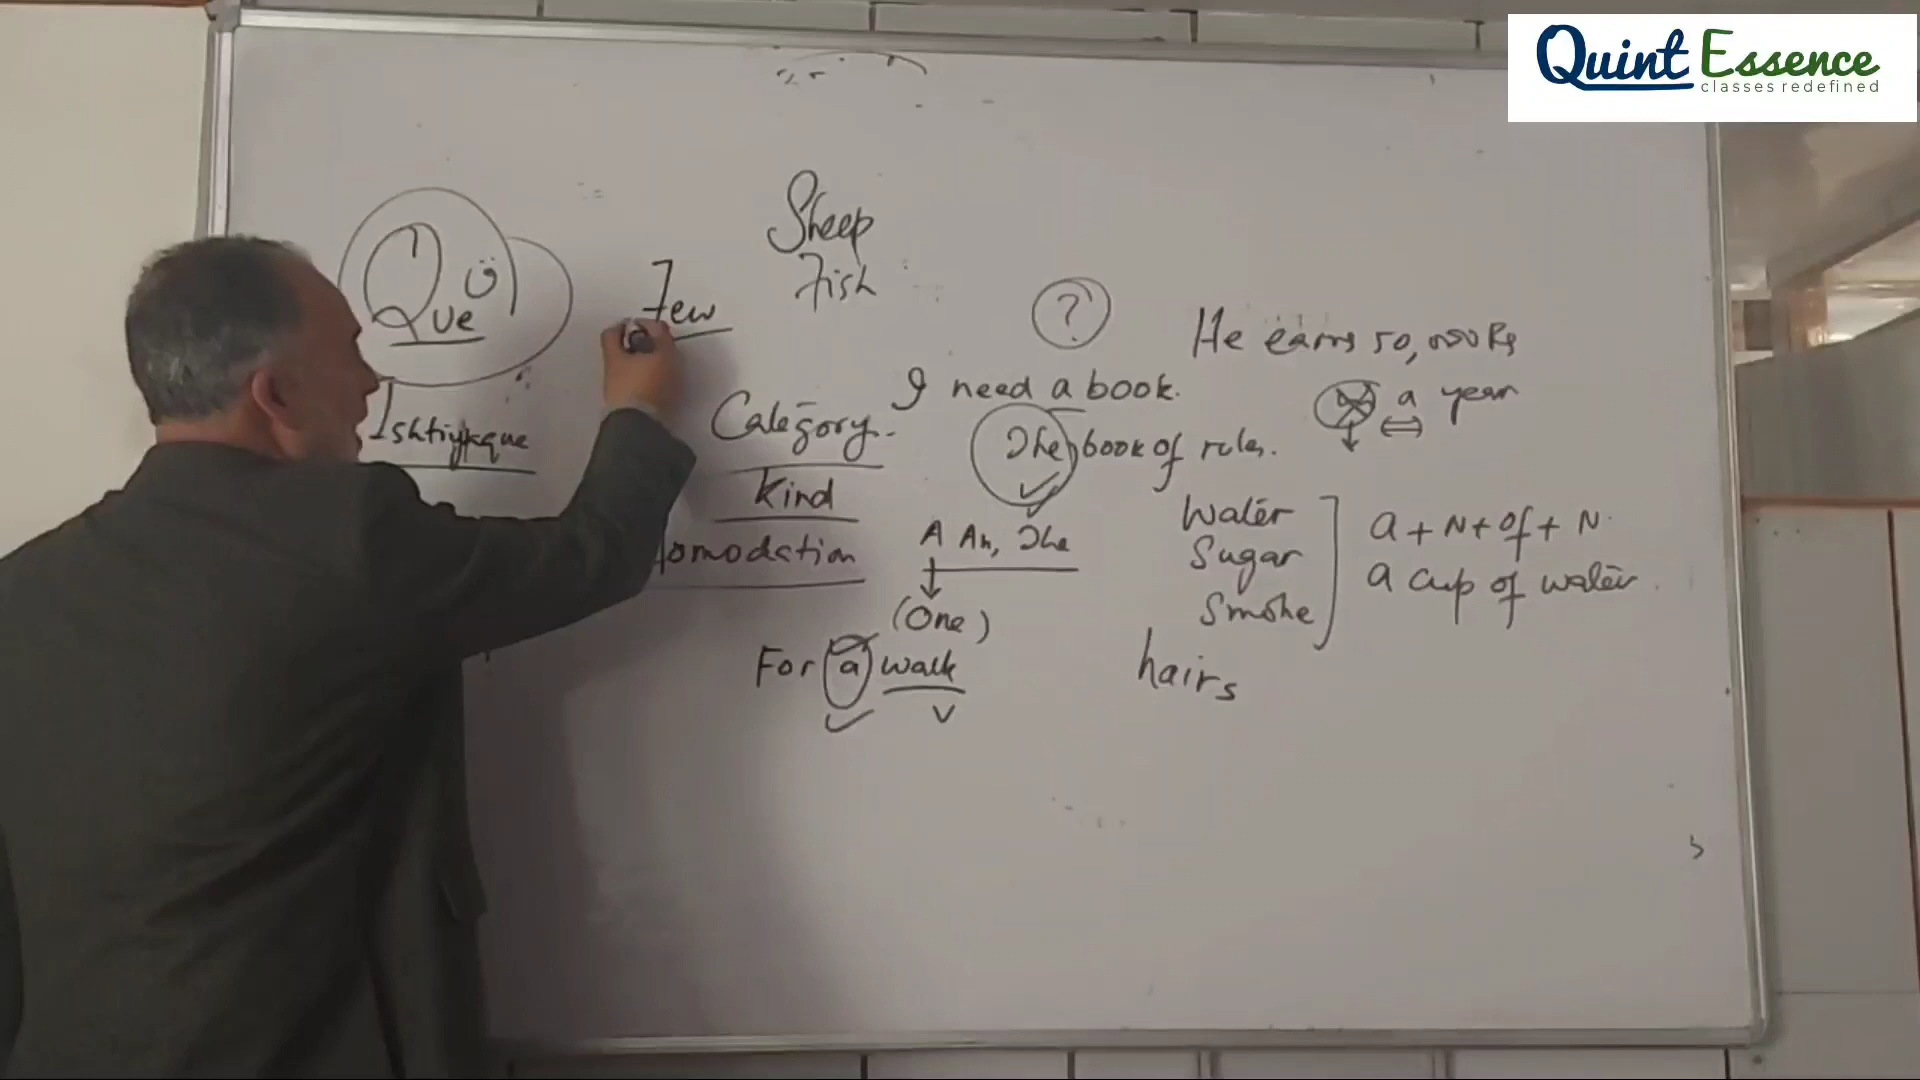 Quint Essence
classes redefined
Sheep
Fish
Que
Few
?
He earns 50,000 Rs
a year
I need a book.
The book of rules.
Category.
Kind
A An, The
(One)
For a walk
Water
Sugar
Smoke
a + N + of + N.
a cup of water.
hairs